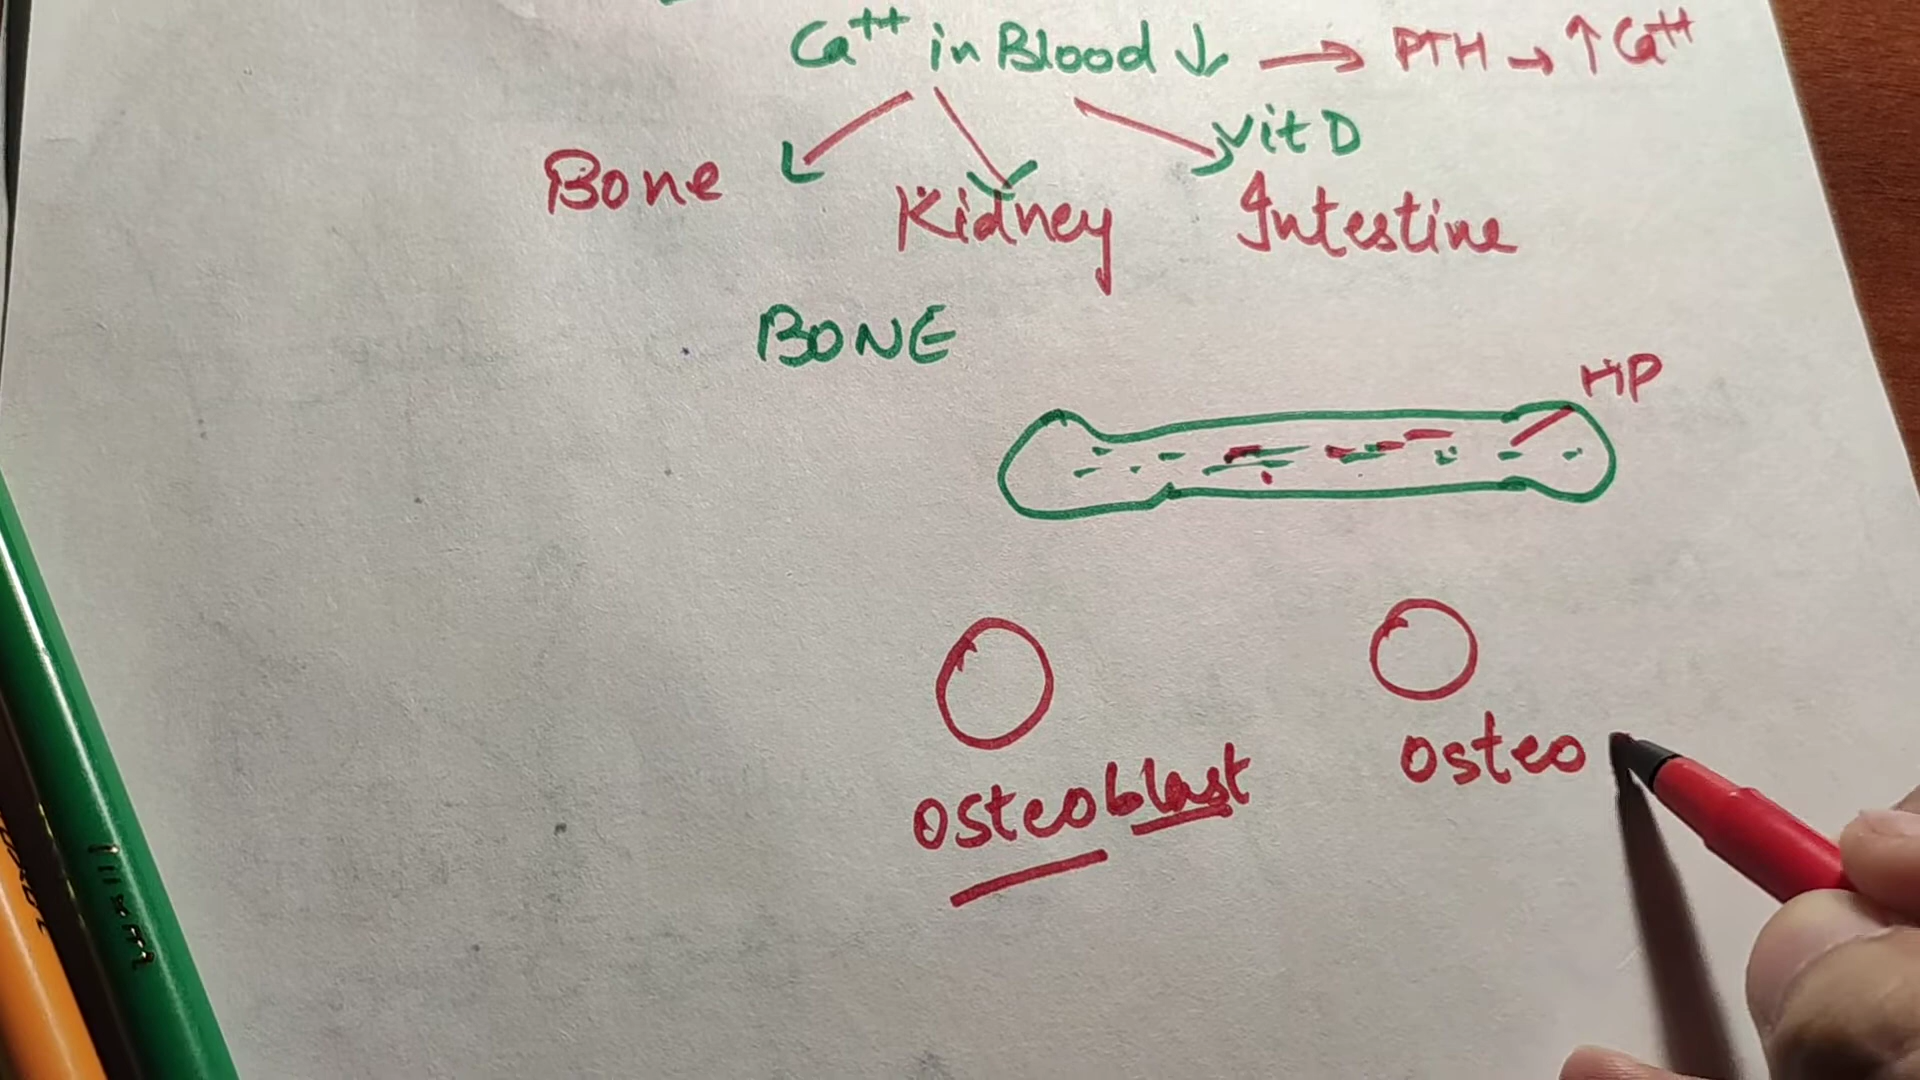 Ca++ in Blood ↓ → PTH → ↑ Ca++
Vit D
Bone Kidney Intestine
BONE
HP
osteoblast osteo